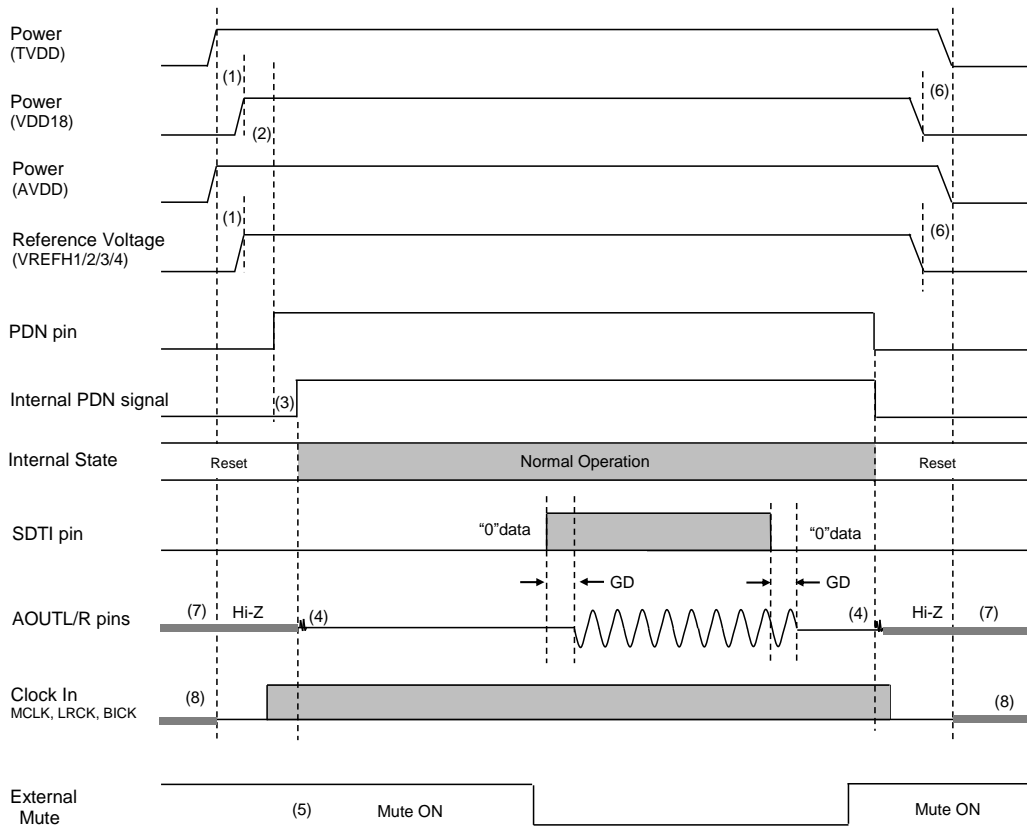 Power
(TVDD)
(1)
(6)
Power
(VDD18)
(2)
Power
(AVDD)
(1)
(6)
Reference Voltage
(VREFH1/2/3/4)
PDN pin
Internal PDN signal
(3)
Internal State
Reset
Normal Operation
Reset
SDTI pin
“0”data
“0”data
GD
GD
AOUTL/R pins
(7)
Hi-Z
(4)
(4)
Hi-Z
(7)
Clock In
MCLK, LRCK, BICK
(8)
(8)
External
Mute
(5)
Mute ON
Mute ON